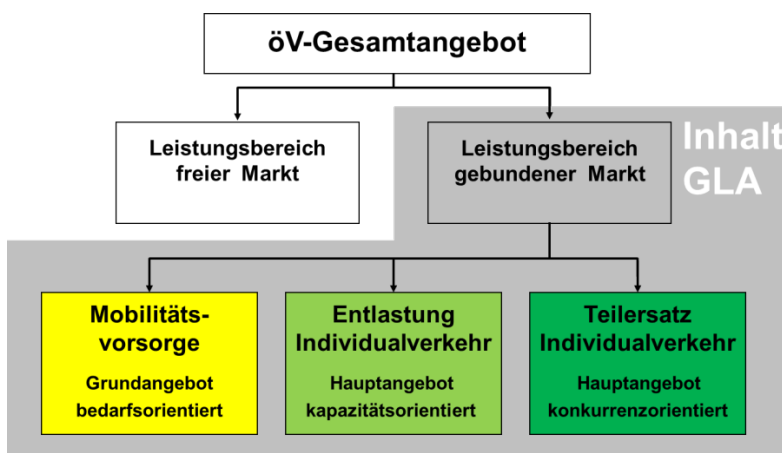 öV-Gesamtangebot
Leistungsbereich
freier Markt
Leistungsbereich
gebundener Markt
Inhalt
GLA
Mobilitäts-
vorsorge
Grundangebot
bedarfsorientiert
Entlastung
Individualverkehr
Hauptangebot
kapazitätsorientiert
Teilersatz
Individualverkehr
Hauptangebot
konkurrenzorientiert